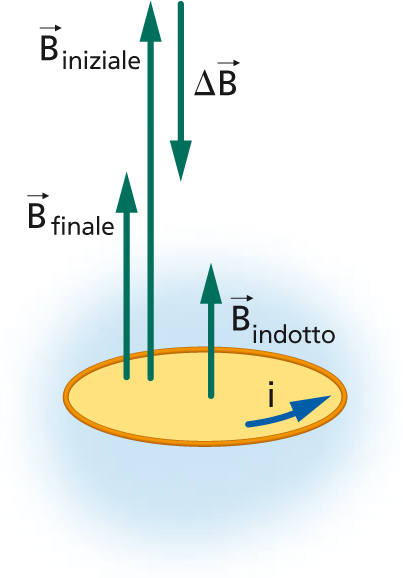 B⃗ iniziale
ΔB⃗
B⃗ finale
B⃗ indotto
i